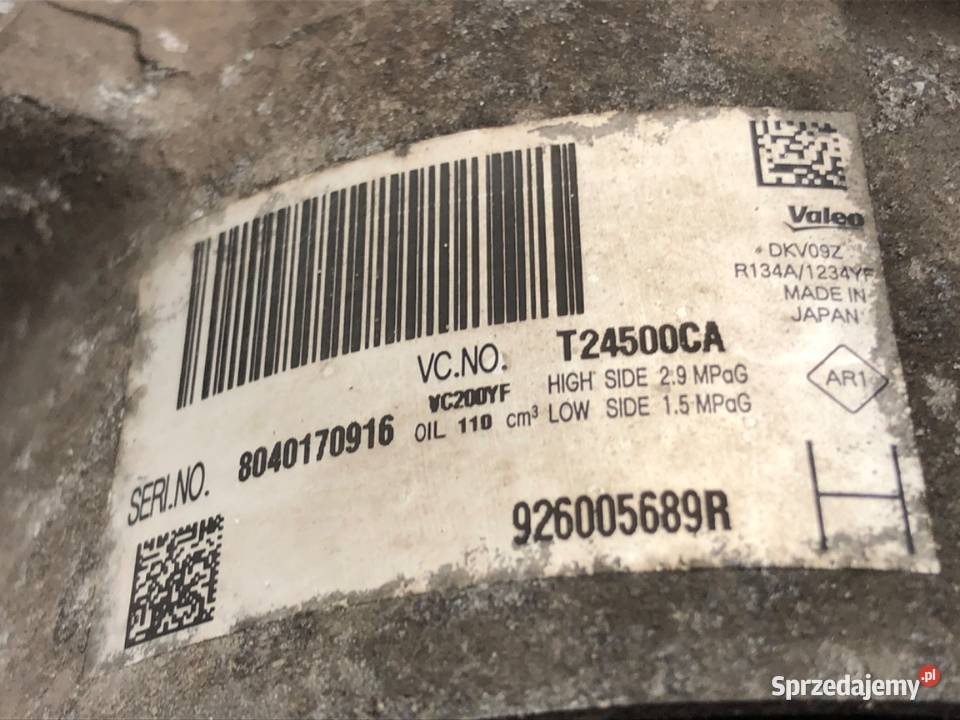 Valeo
DKV09Z
R134A/1234YF
MADE IN
JAPAN
VC.NO. T24500CA
VC200YF HIGH SIDE 2.9 MPaG
OIL 110 cm³ LOW SIDE 1.5 MPaG
AR1
SERI.NO. 8040170916
926005689R
H
Sprzedajemy.pl